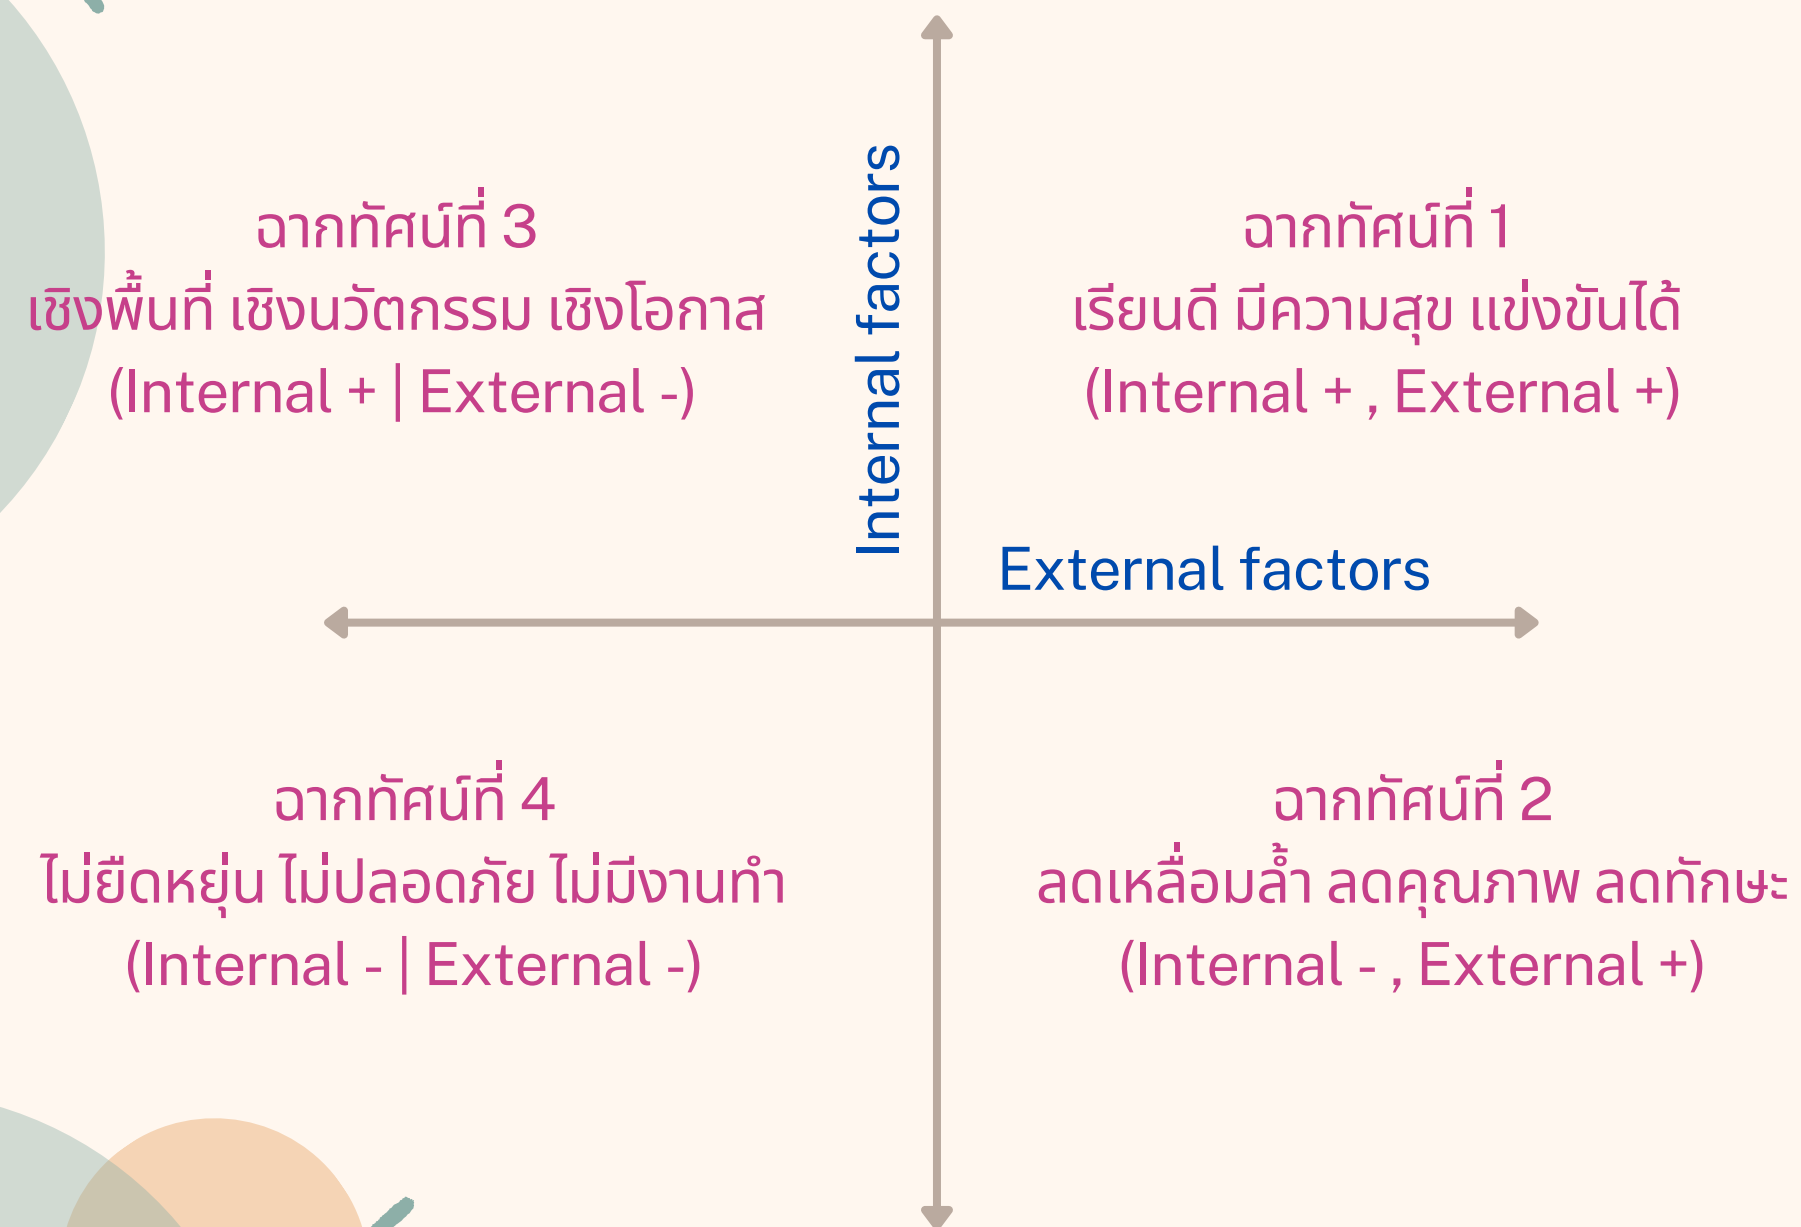 ฉากทัศน์ที่ 3
เชิงพื้นที่ เชิงนวัตกรรม เชิงโอกาส
(Internal + | External -)
Internal factors
ฉากทัศน์ที่ 1
เรียนดี มีความสุข แข่งขันได้
(Internal + , External +)
External factors
ฉากทัศน์ที่ 4
ไม่ยืดหยุ่น ไม่ปลอดภัย ไม่มีงานทำ
(Internal - | External -)
ฉากทัศน์ที่ 2
ลดเหลื่อมล้ำ ลดคุณภาพ ลดทักษะ
(Internal - , External +)